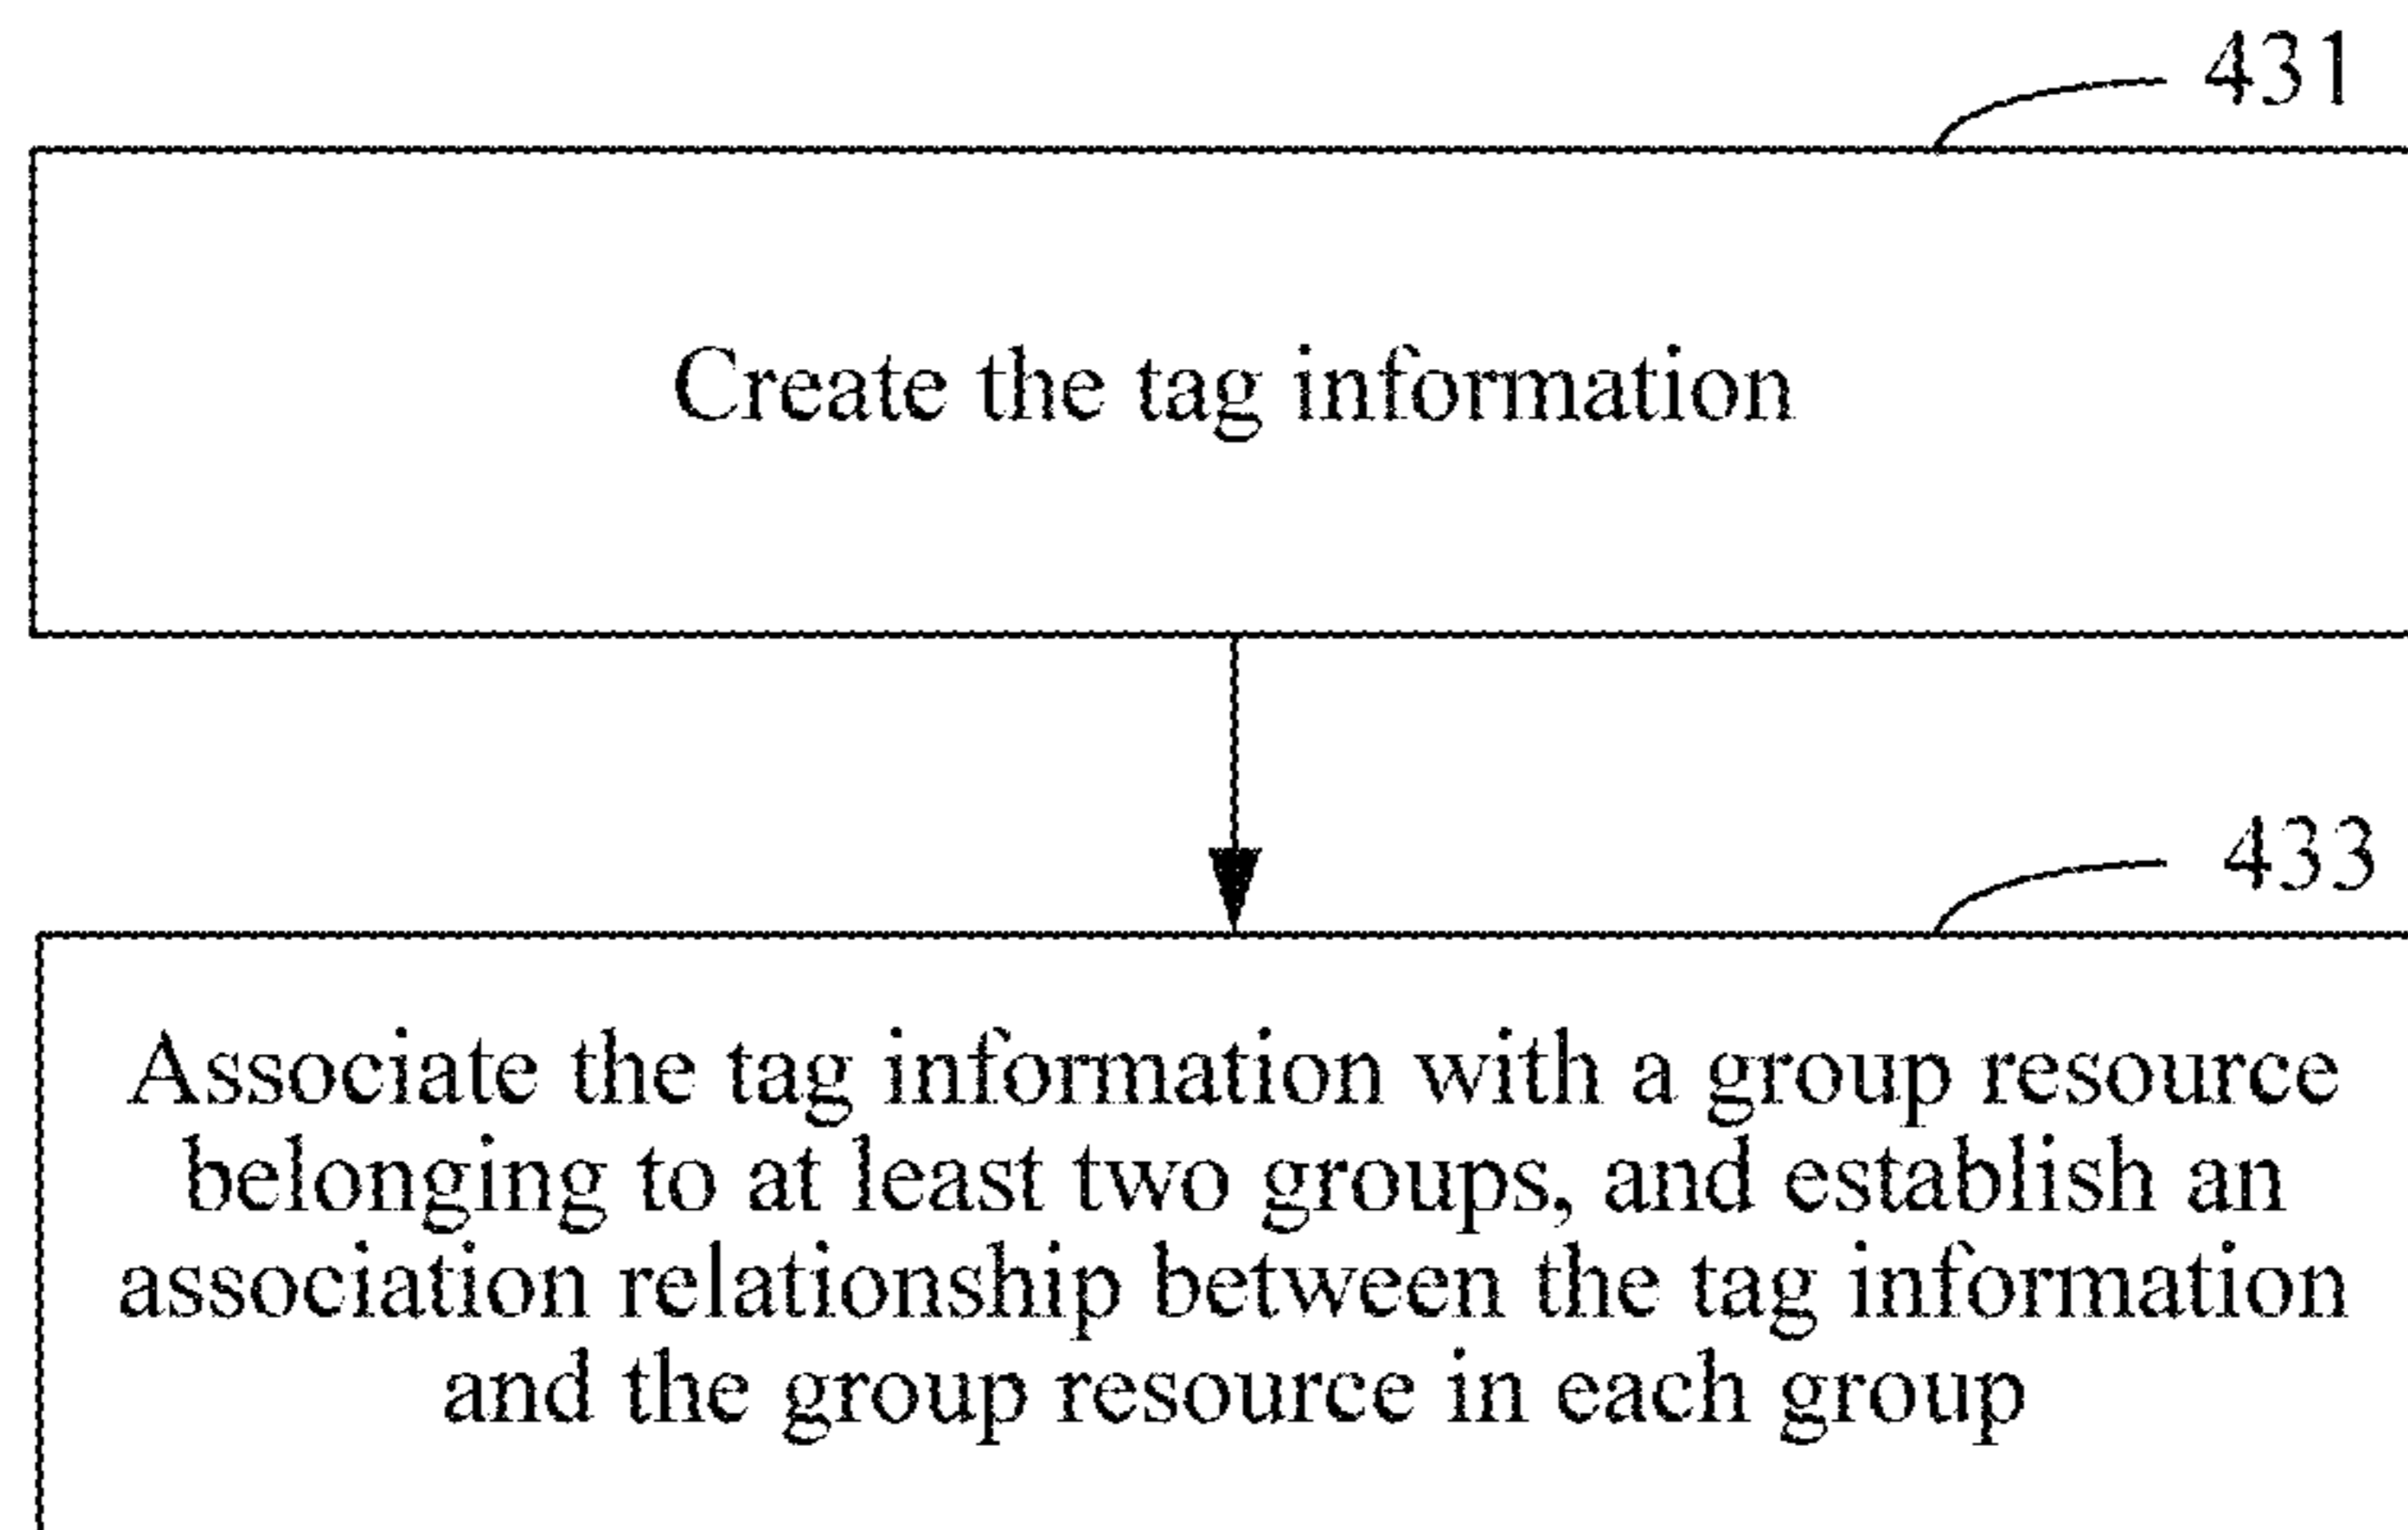 431
Create the tag information
433
Associate the tag information with a group resource
belonging to at least two groups, and establish an
association relationship between the tag information
and the group resource in each group